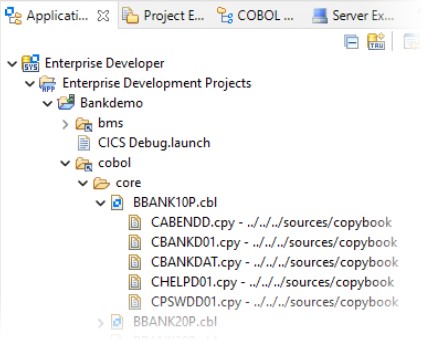 Applicati... Project E... COBOL ... Server Ex...
Enterprise Developer
Enterprise Development Projects
Bankdemo
bms
CICS Debug.launch
cobol
core
BBANK10P.cbl
CABENDD.cpy - ../../../sources/copybook
CBANKD01.cpy - ../../../sources/copybook
CBANKDAT.cpy - ../../../sources/copybook
CHELPD01.cpy - ../../../sources/copybook
CPSWDD01.cpy - ../../../sources/copybook
BBANK20P.cbl